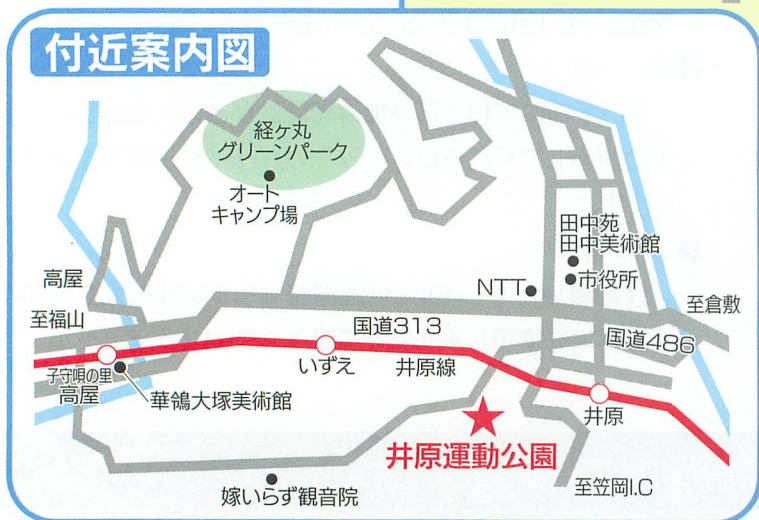 付近案内図
経ヶ丸
グリーンパーク
オート
キャンプ場
田中苑
田中美術館
市役所
NTT
高屋
至福山
至倉敷
国道313
国道486
子守唄の里
高屋
いずえ
井原線
華鴒大塚美術館
井原
井原運動公園
嫁いらず観音院
至笠岡I.C